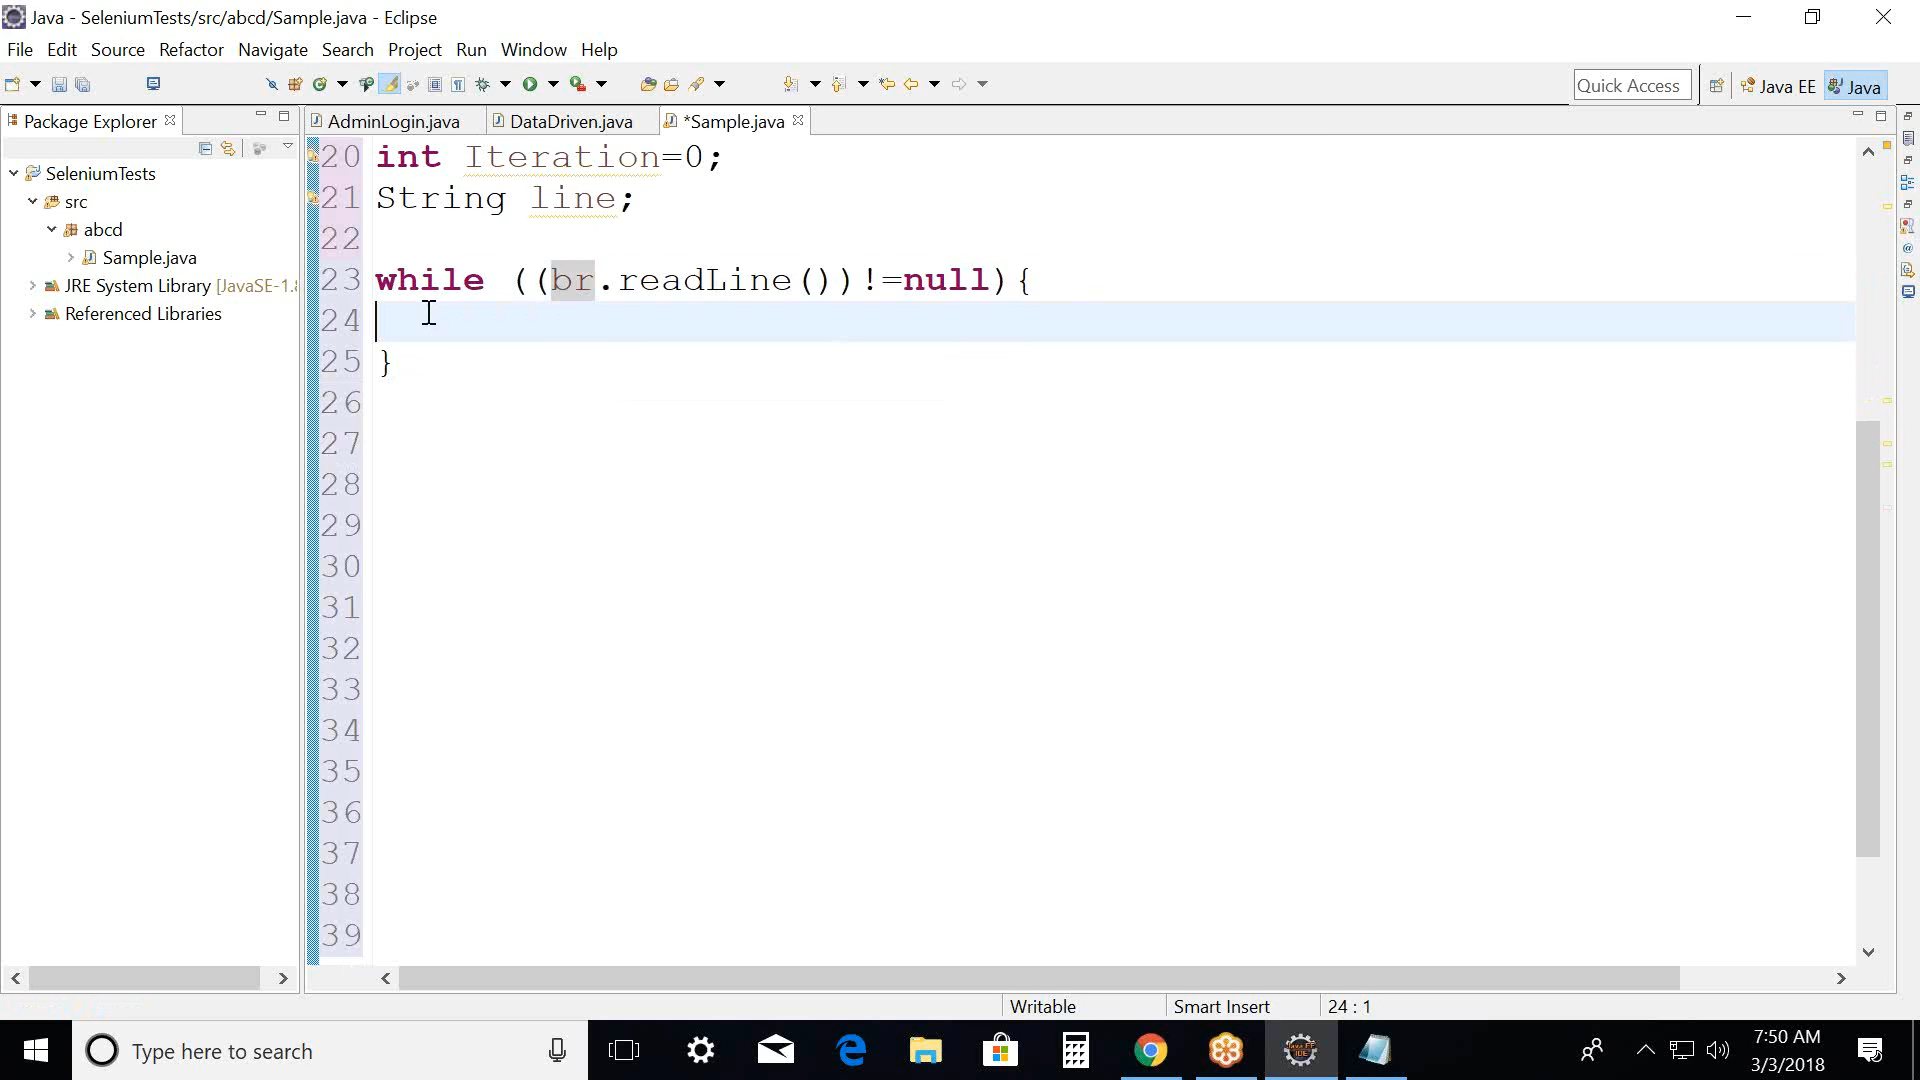 Java - SeleniumTests/src/abcd/Sample.java - Eclipse
File Edit Source Refactor Navigate Search Project Run Window Help
Quick Access Java EE Java
Package Explorer AdminLogin.java DataDriven.java *Sample.java
SeleniumTests
src
abcd
Sample.java
JRE System Library [JavaSE-1.8
Referenced Libraries
20 int Iteration=0;
21 String line;
22
23 while ((br.readLine())!=null){
24
25 }
26
27
28
29
30
31
32
33
34
35
36
37
38
39
Writable Smart Insert 24 : 1
Type here to search
7:50 AM
3/3/2018